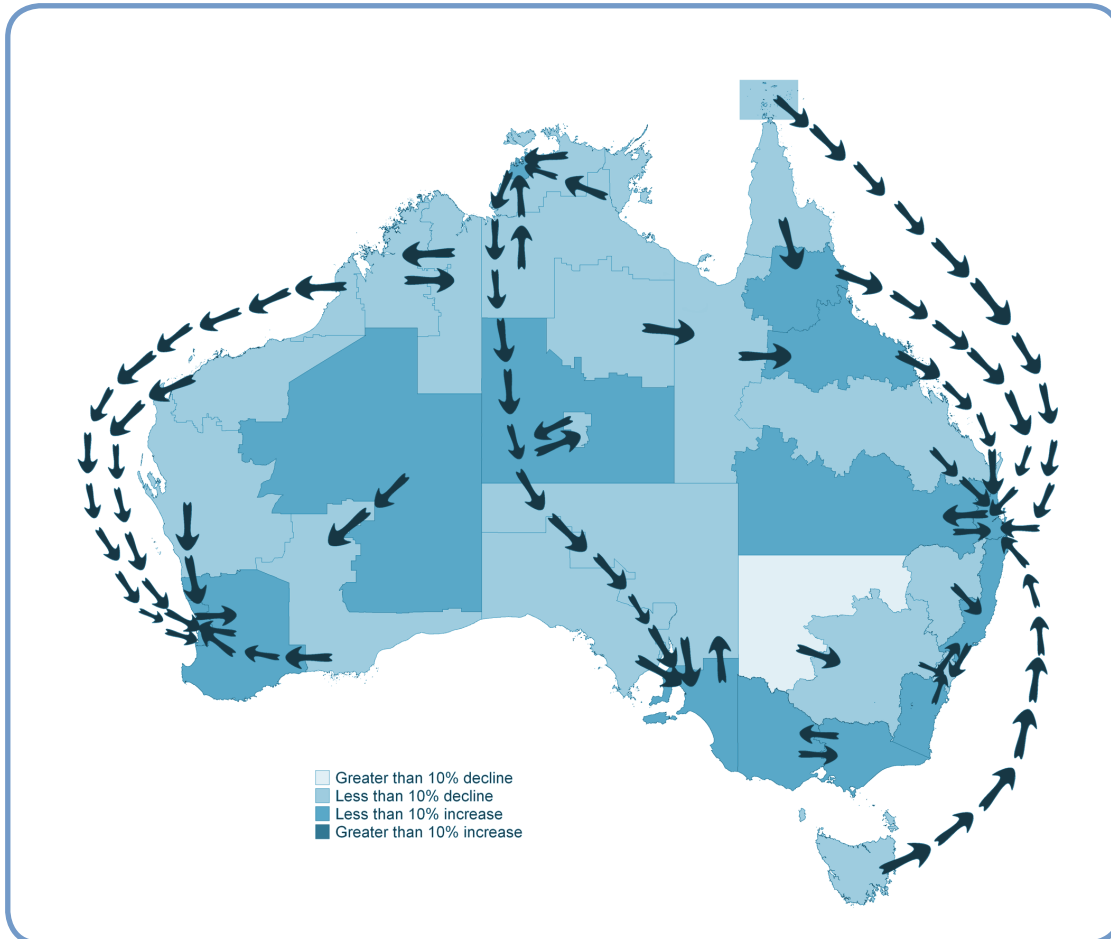 Greater than 10% decline
Less than 10% decline
Less than 10% increase
Greater than 10% increase